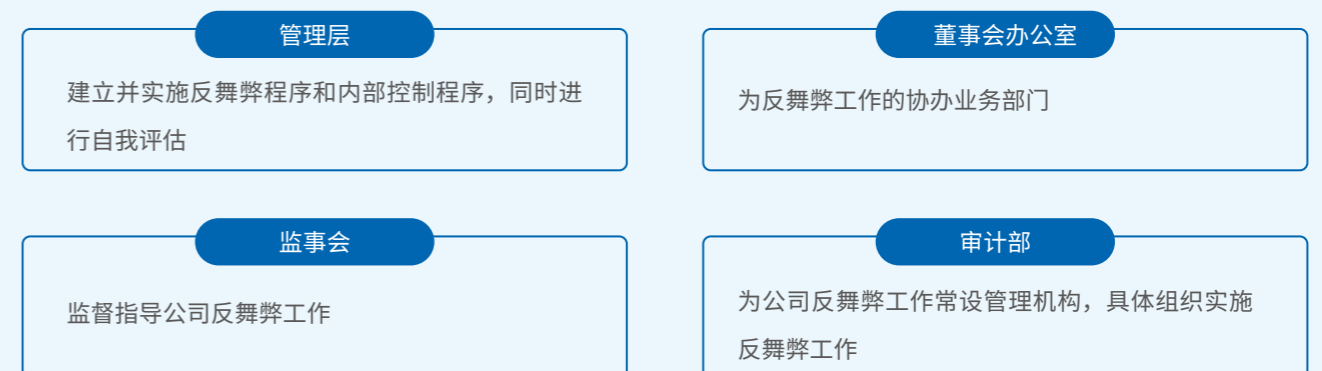 管理层
建立并实施反舞弊程序和内部控制程序，同时进
行自我评估
董事会办公室
为反舞弊工作的协办业务部门
监事会
监督指导公司反舞弊工作
审计部
为公司反舞弊工作常设管理机构，具体组织实施
反舞弊工作